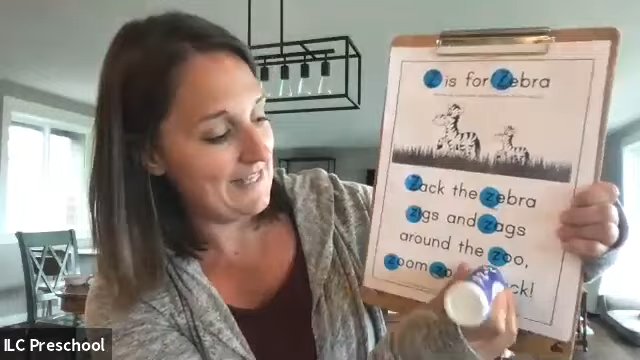 Z is for Zebra
Zack the zebra
zigs and zags
around the zoo,
zoom
ILC Preschool